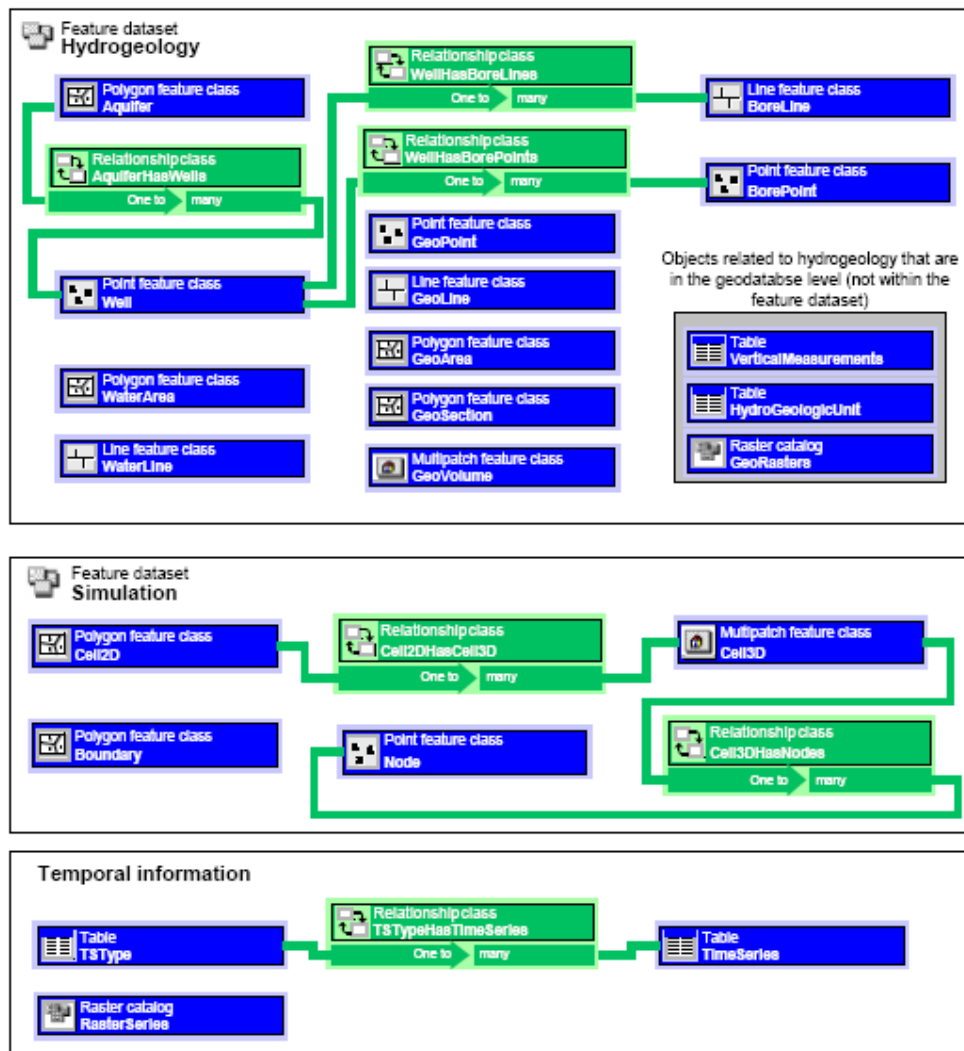 Feature dataset
Hydrogeology
Polygon feature class
Aquifer
Relationship class
AquiferHasWells
One to many
Point feature class
Well
Polygon feature class
WaterArea
Line feature class
WaterLine
Relationship class
WellHasBoreLines
One to many
Relationship class
WellHasBorePoints
One to many
Point feature class
GeoPoint
Line feature class
GeoLine
Polygon feature class
GeoArea
Polygon feature class
GeoSection
Multipatch feature class
GeoVolume
Line feature class
BoreLine
Point feature class
BorePoint
Objects related to hydrogeology that are
in the geodatabse level (not within the
feature dataset)
Table
VerticalMeasurements
Table
HydroGeologicUnit
Raster catalog
GeoRasters
Feature dataset
Simulation
Polygon feature class
Cell2D
Relationship class
Cell2DHasCell3D
One to many
Multipatch feature class
Cell3D
Polygon feature class
Boundary
Point feature class
Node
Relationship class
Cell3DHasNodes
One to many
Temporal information
Table
TSType
Relationship class
TSTypeHasTimeSeries
One to many
Table
TimeSeries
Raster catalog
RasterSeries